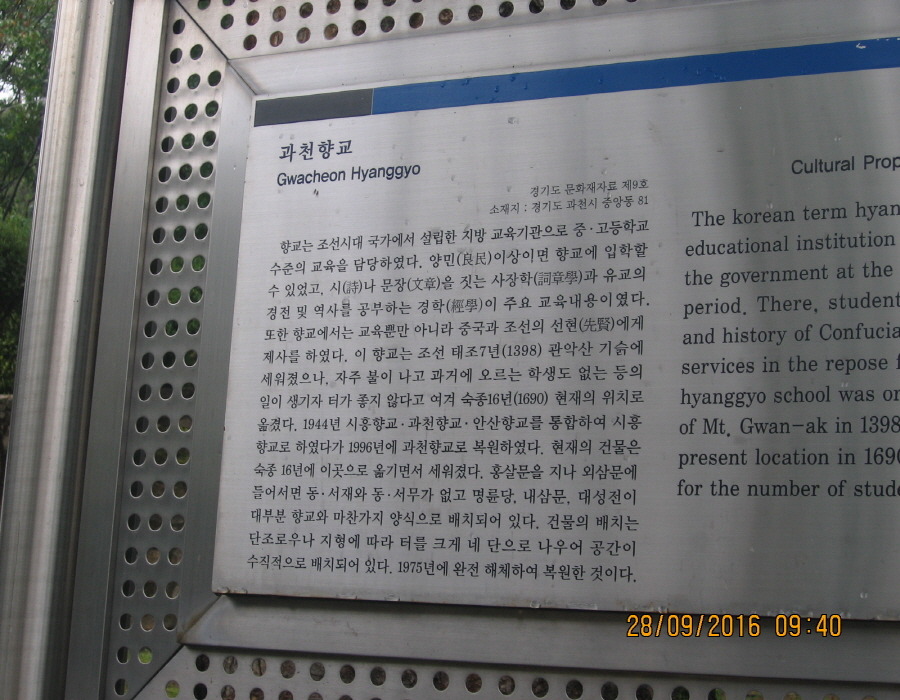 과천향교
Gwacheon Hyanggyo
경기도 문화재자료 제9호
소재지 : 경기도 과천시 중앙동 81
향교는 조선시대 국가에서 설립한 지방 교육기관으로 중·고등학교
수준의 교육을 담당하였다. 양민(良民)이상이면 향교에 입학할
수 있었고, 시(詩)나 문장(文章)을 짓는 사장학(詞章學)과 유교의
경전 및 역사를 공부하는 경학(經學)이 주요 교육내용이였다.
또한 향교에서는 교육뿐만 아니라 중국과 조선의 선현(先賢)에게
제사를 하였다. 이 향교는 조선 태조7년(1398) 관악산 기슭에
세워졌으나, 자주 불이 나고 과거에 오르는 학생도 없는 등의
일이 생기자 터가 좋지 않다고 여겨 숙종16년(1690) 현재의 위치로
옮겼다. 1944년 시흥향교·과천향교·안산향교를 통합하여 시흥
향교로 하였다가 1996년에 과천향교로 복원하였다. 현재의 건물은
숙종 16년에 이곳으로 옮기면서 세워졌다. 홍살문을 지나 외삼문에
들어서면 동·서재와 동·서무가 없고 명륜당, 내삼문, 대성전이
대부분 향교와 마찬가지 양식으로 배치되어 있다. 건물의 배치는
단조로우나 지형에 따라 터를 크게 네 단으로 나우어 공간이
수직적으로 배치되어 있다. 1975년에 완전 해체하여 복원한 것이다.
Cultural Prop
The korean term hyan
educational institution
the government at the
period. There, student
and history of Confucia
services in the repose f
hyanggyo school was or
of Mt. Gwan-ak in 1398
present location in 1690
for the number of stude
28/09/2016 09:40